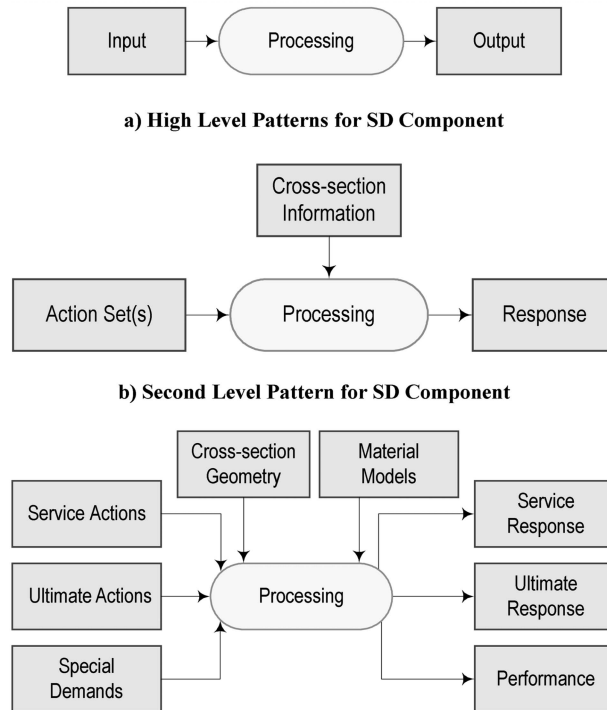 Input
Processing
Output
a) High Level Patterns for SD Component
Cross-section
Information
Action Set(s)
Processing
Response
b) Second Level Pattern for SD Component
Cross-section
Geometry
Material
Models
Service Actions
Service
Response
Ultimate Actions
Processing
Ultimate
Response
Special
Demands
Performance